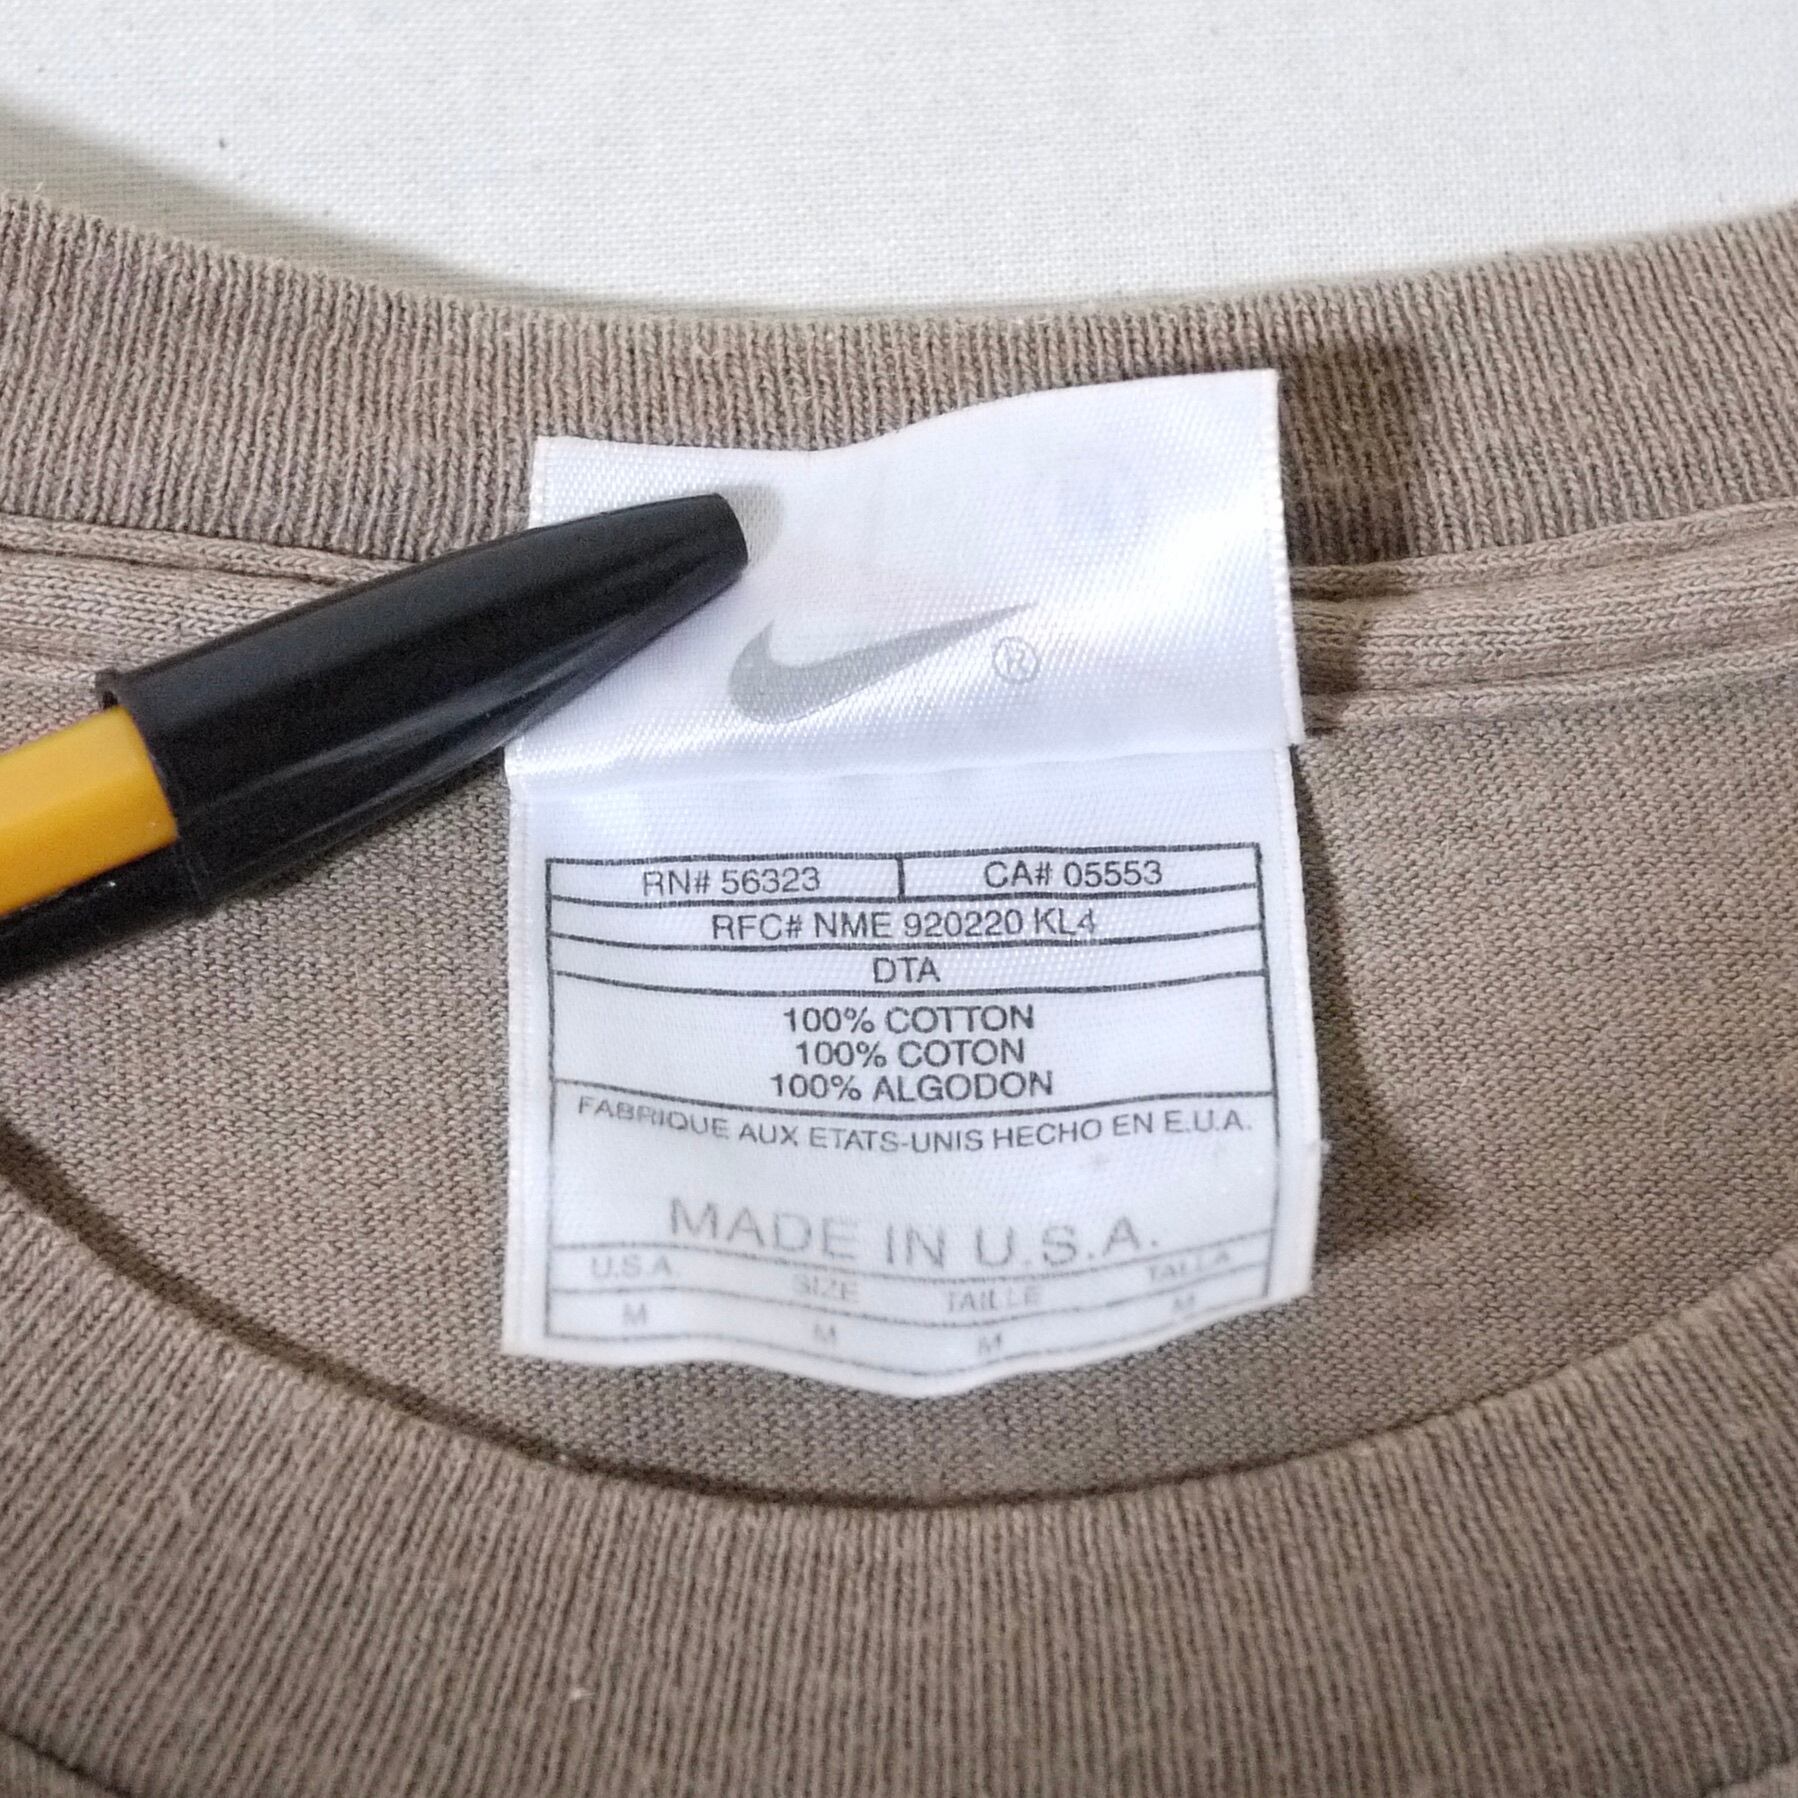 ®
RN# 56323 CA# 05553
RFC# NME 920220 KL4
DTA
100% COTTON
100% COTON
100% ALGODON
FABRIQUE AUX ETATS-UNIS HECHO EN E.U.A.
MADE IN U.S.A.
U.S.A SIZE TAILLE TALLA
M M M M